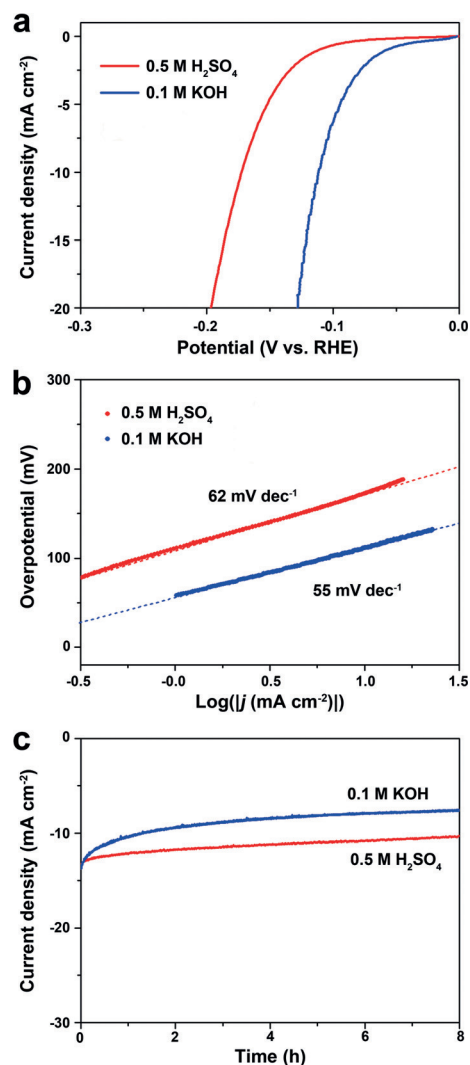 a
0
-5
-10
-15
-20
Current density (mA cm⁻²)
0.5 M H₂SO₄
0.1 M KOH
-0.3
-0.2
-0.1
0.0
Potential (V vs. RHE)
b
300
200
100
0
Overpotential (mV)
0.5 M H₂SO₄
0.1 M KOH
62 mV dec⁻¹
55 mV dec⁻¹
-0.5
-0.0
0.5
1.0
1.5
Log(|j (mA cm⁻²)|)
c
0
-10
-20
-30
Current density (mA cm⁻²)
0.1 M KOH
0.5 M H₂SO₄
0
2
4
6
8
Time (h)